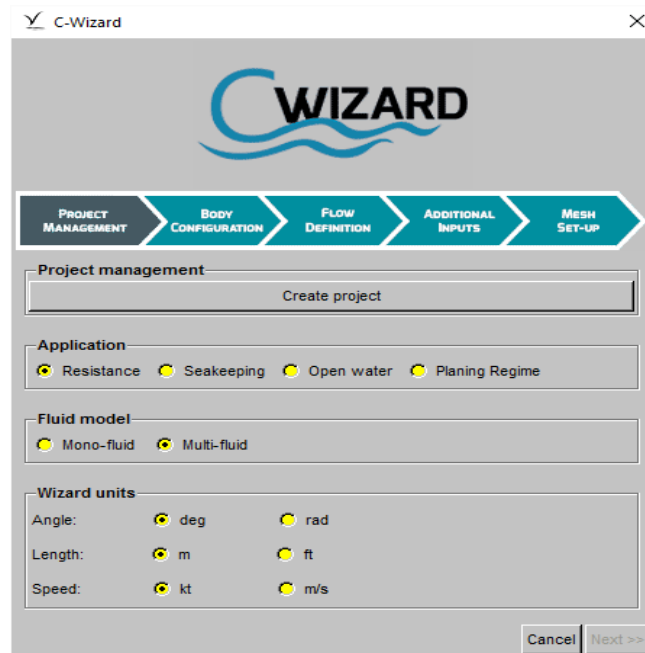 C-Wizard
CWIZARD
PROJECT MANAGEMENT
BODY CONFIGURATION
FLOW DEFINITION
ADDITIONAL INPUTS
MESH SET-UP
Project management
Create project
Application
Resistance Seakeeping Open water Planing Regime
Fluid model
Mono-fluid Multi-fluid
Wizard units
Angle: deg rad
Length: m ft
Speed: kt m/s
Cancel Next >>